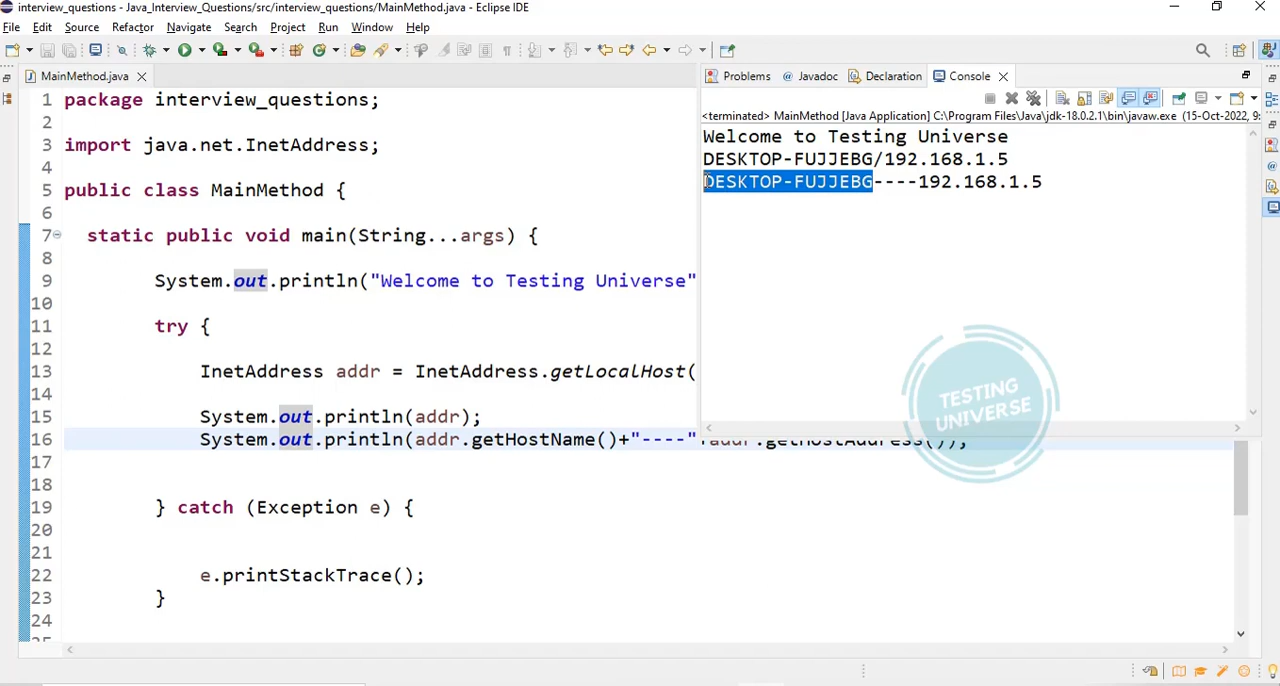 interview_questions - Java_Interview_Questions/src/interview_questions/MainMethod.java - Eclipse IDE
File Edit Source Refactor Navigate Search Project Run Window Help
MainMethod.java
1 package interview_questions;
2
3 import java.net.InetAddress;
4
5 public class MainMethod {
6
7 static public void main(String...args) {
8
9 System.out.println("Welcome to Testing Universe"
10
11 try {
12
13 InetAddress addr = InetAddress.getLocalHost(
14
15 System.out.println(addr);
16 System.out.println(addr.getHostName()+"----"+addr.getHostAddress());
17
18
19 } catch (Exception e) {
20
21
22 e.printStackTrace();
23 }
24
Problems Javadoc Declaration Console
<terminated> MainMethod [Java Application] C:\Program Files\Java\jdk-18.0.2.1\bin\javaw.exe (15-Oct-2022, 9:
Welcome to Testing Universe
DESKTOP-FUJJEBG/192.168.1.5
DESKTOP-FUJJEBG----192.168.1.5
TESTING
UNIVERSE